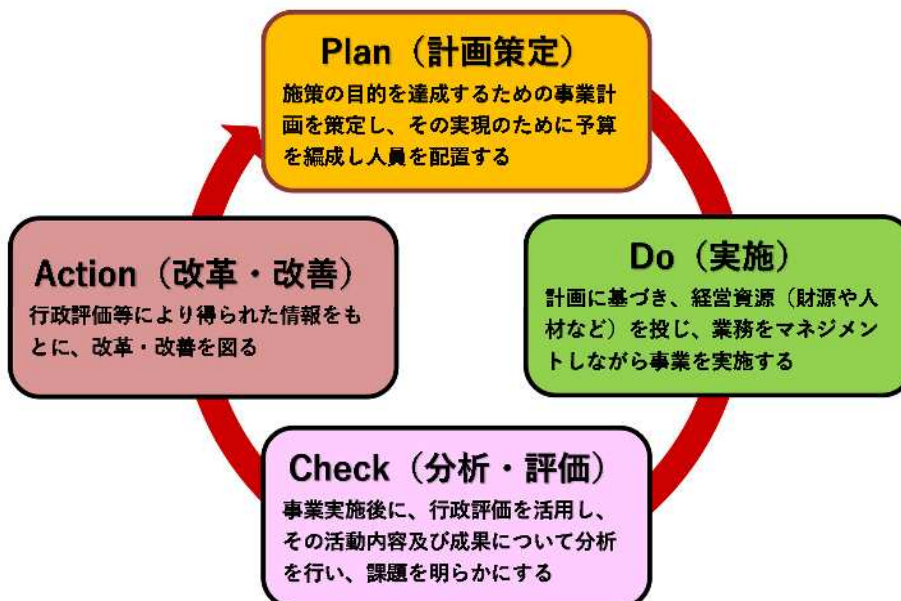 Plan（計画策定）
施策の目的を達成するための事業計
画を策定し、その実現のために予算
を編成し人員を配置する
Do（実施）
計画に基づき、経営資源（財源や人
材など）を投じ、業務をマネジメン
トしながら事業を実施する
Check（分析・評価）
事業実施後に、行政評価を活用し、
その活動内容及び成果について分析
を行い、課題を明らかにする
Action（改革・改善）
行政評価等により得られた情報をも
とに、改革・改善を図る